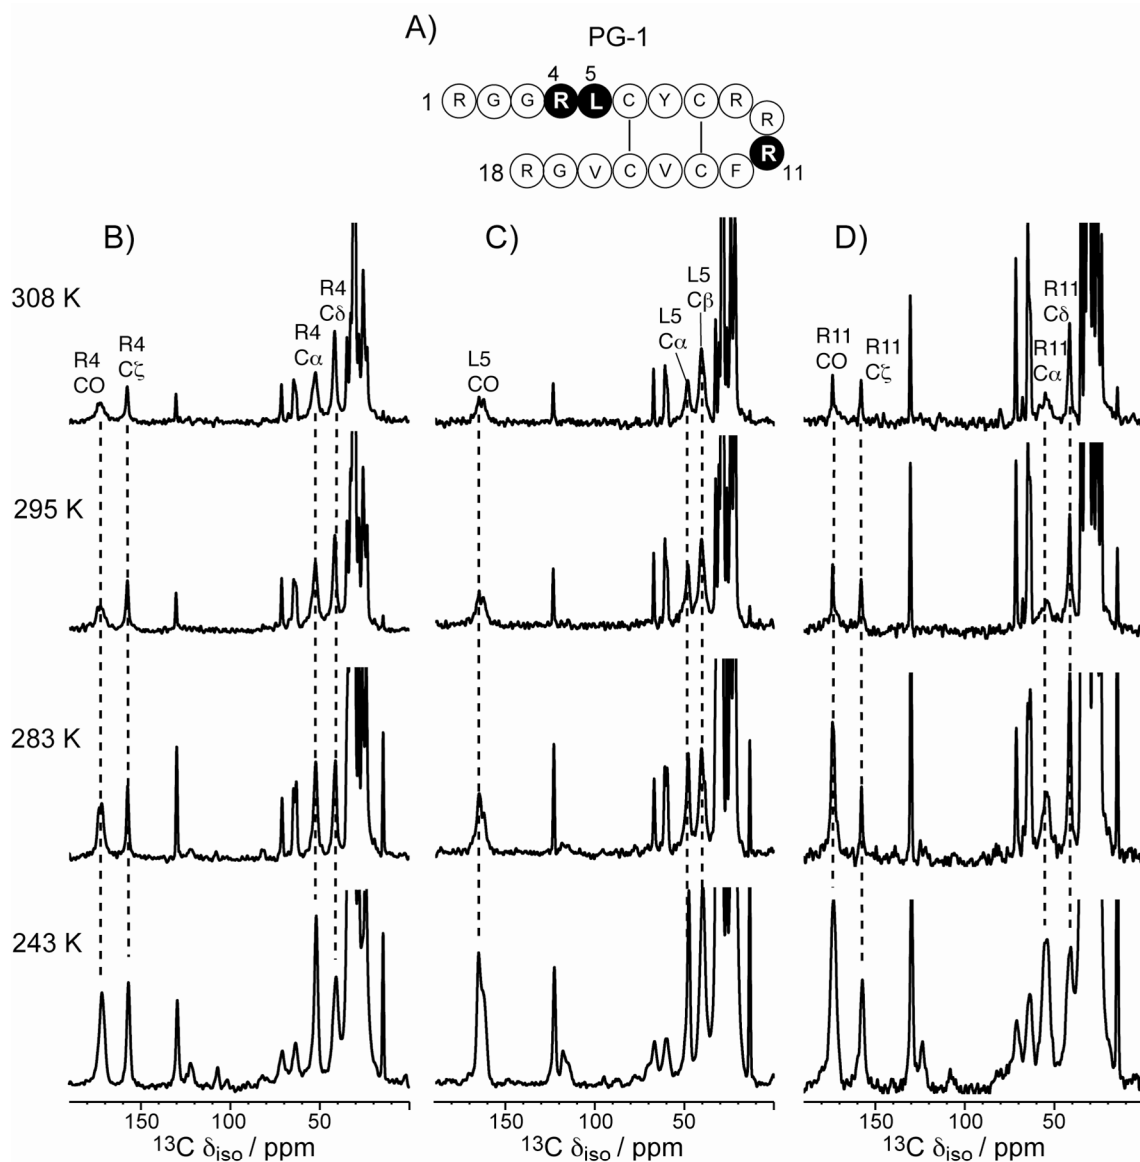 A)
PG-1
4 5
1 R G G R L C Y C R
R
R
18 R G V C V C F 11
B) C) D)
308 K
R4
CO
R4
Cζ
R4
Cα
R4
Cδ
L5
CO
L5
Cα
L5
Cβ
R11
CO
R11
Cζ
R11
Cα
R11
Cδ
295 K
283 K
243 K
150 100 50
150 100 50
150 100 50
¹³C δiso / ppm
¹³C δiso / ppm
¹³C δiso / ppm